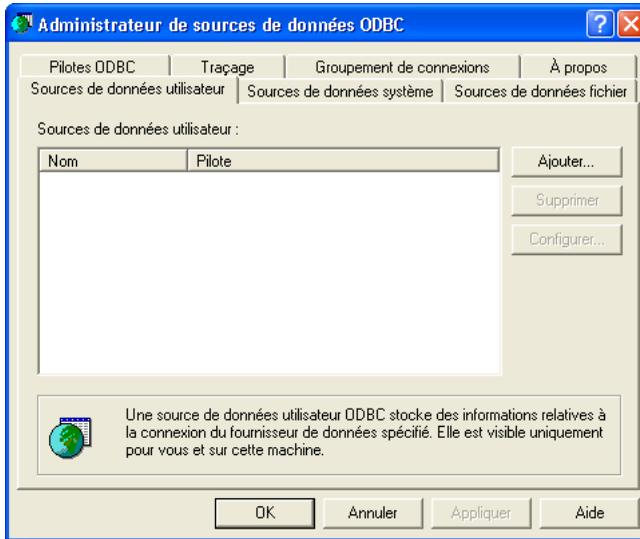 Administrateur de sources de données ODBC
Pilotes ODBC
Traçage
Groupement de connexions
À propos
Sources de données utilisateur
Sources de données système
Sources de données fichier
Sources de données utilisateur :
Nom
Pilote
Ajouter...
Supprimer
Configurer...
Une source de données utilisateur ODBC stocke des informations relatives à
la connexion du fournisseur de données spécifié. Elle est visible uniquement
pour vous et sur cette machine.
OK
Annuler
Appliquer
Aide